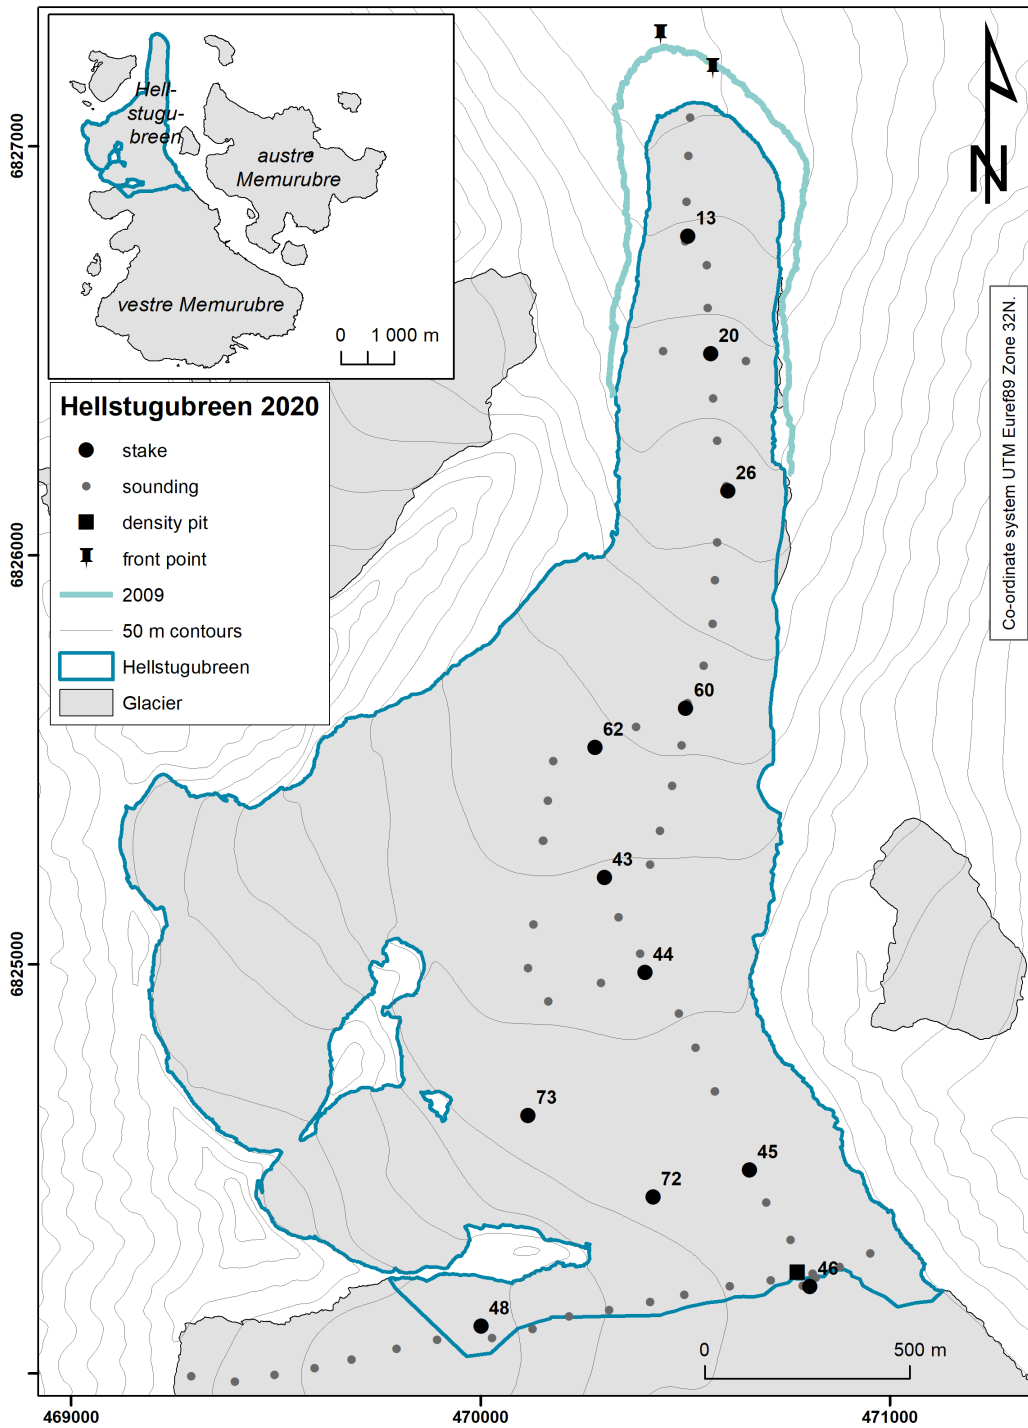 Hell-
stugu-
breen
austre
Memurubre
vestre Memurubre
0 1 000 m
N
Hellstugubreen 2020
stake
sounding
density pit
front point
2009
50 m contours
Hellstugubreen
Glacier
Co-ordinate system UTM Euref89 Zone 32N.
6827000
6826000
6825000
13
20
26
60
62
43
44
73
45
72
46
48
0 500 m
469000 470000 471000